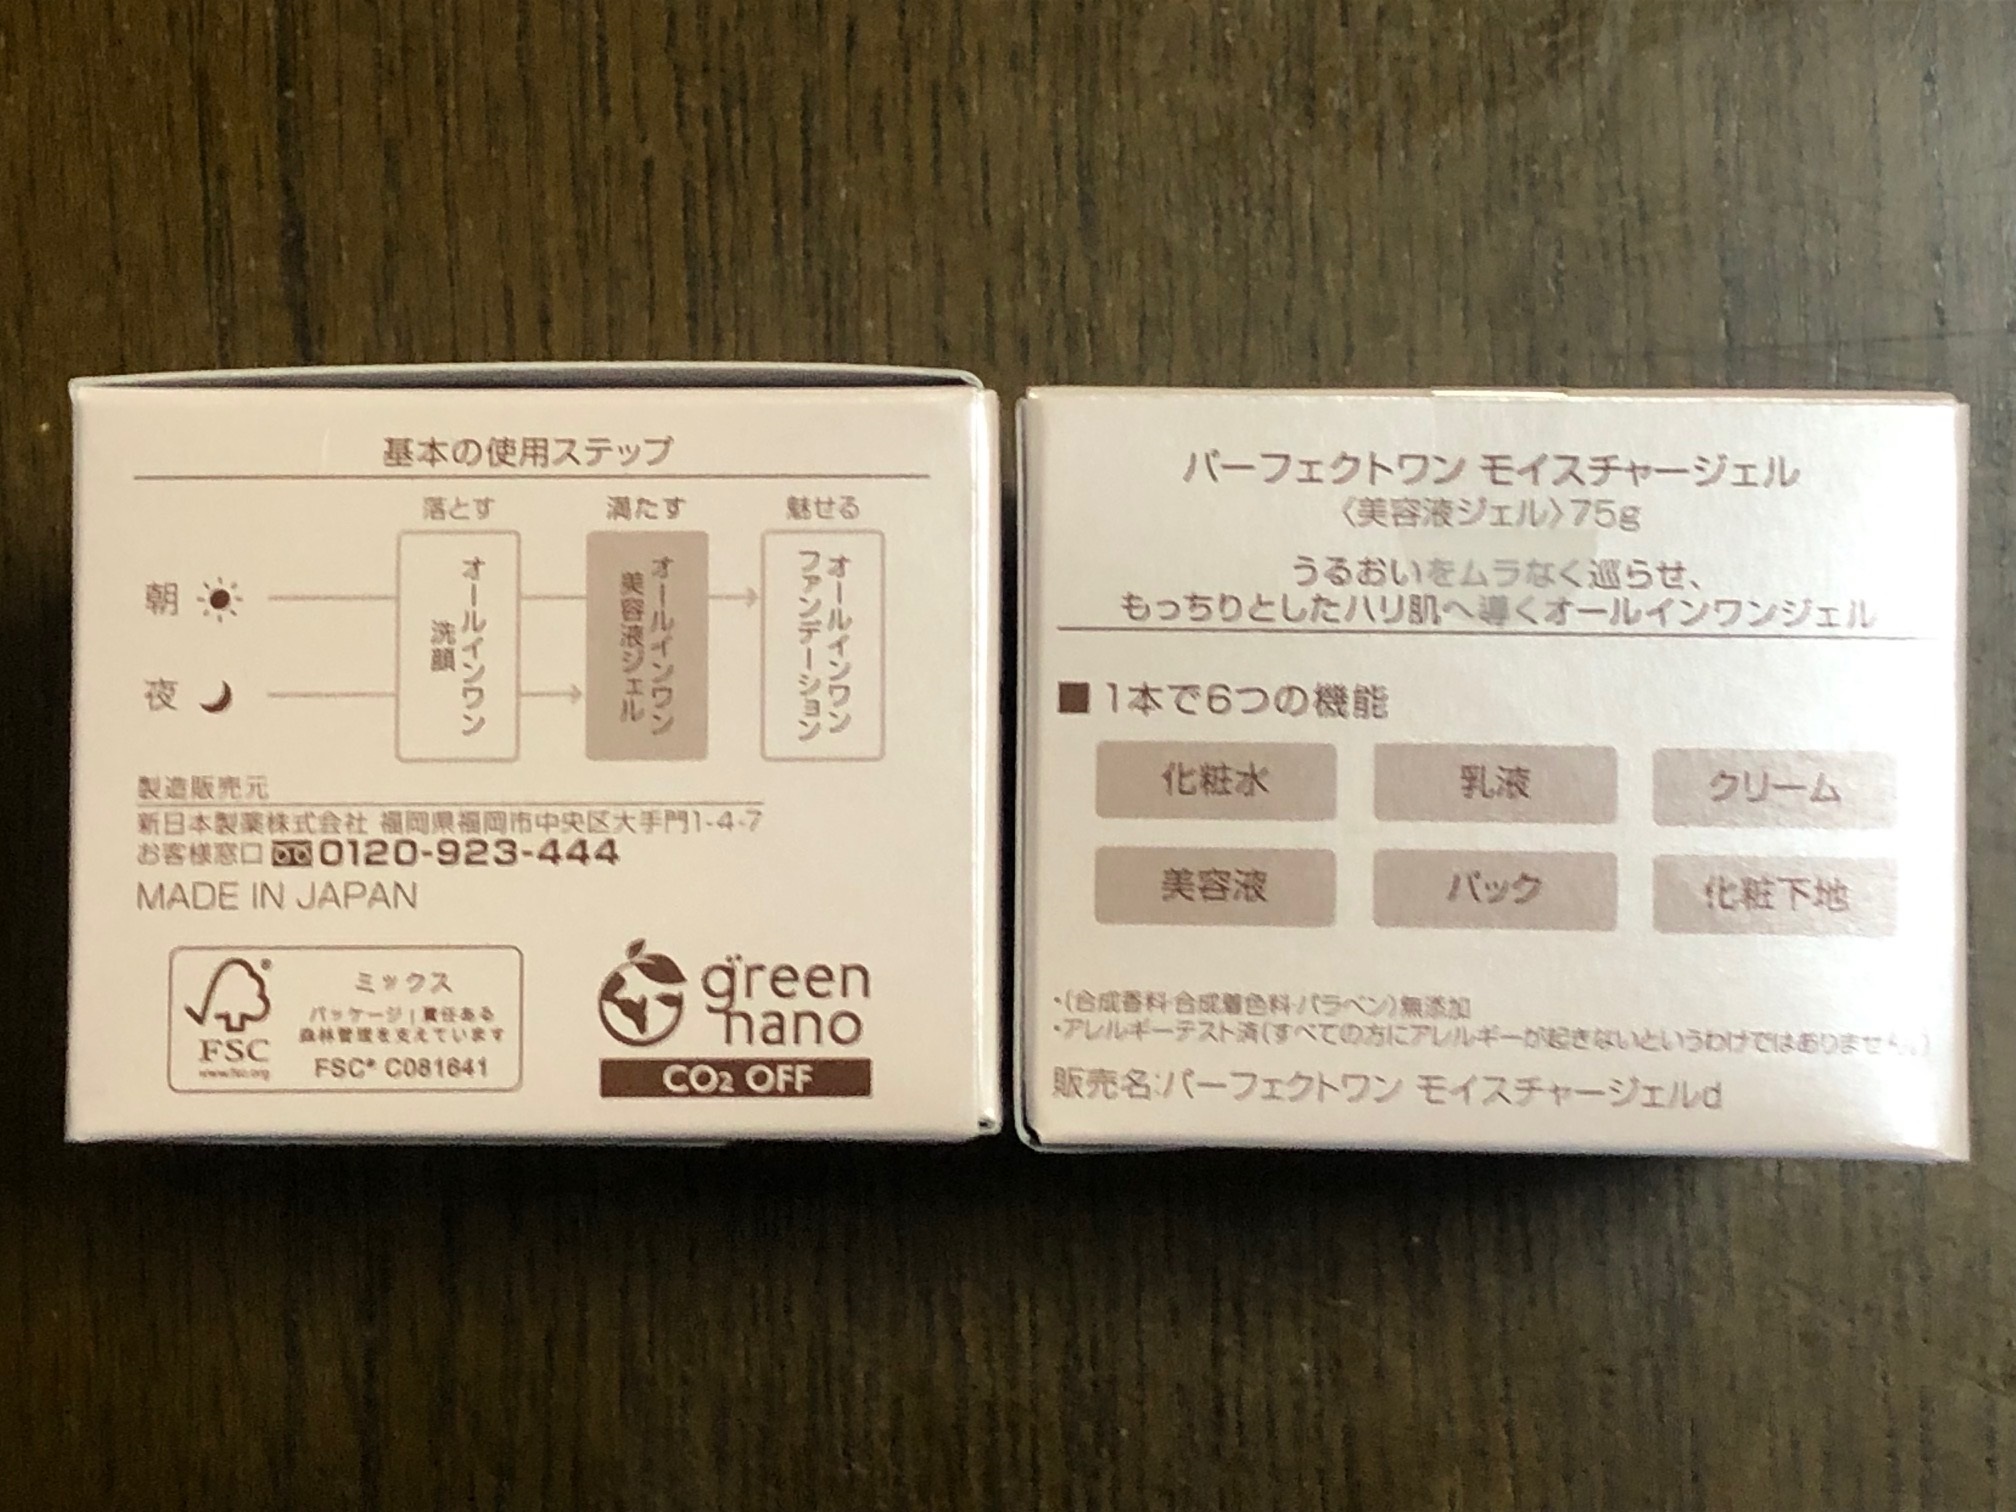 基本の使用ステップ
落とす 満たす 魅せる
朝
夜
オールインワン
洗顔
オールインワン
美容液ジェル
オールインワン
ファンデーション
製造販売元
新日本製薬株式会社 福岡県福岡市中央区大手門1-4-7
お客様窓口 0120-923-444
MADE IN JAPAN
FSC
www.fsc.org
ミックス
パッケージ | 責任ある
森林管理を支えています
FSC® C081641
green
nano
CO2 OFF
パーフェクトワン モイスチャージェル
〈美容液ジェル〉75g
うるおいをムラなく巡らせ、
もっちりとしたハリ肌へ導くオールインワンジェル
■ 1本で6つの機能
化粧水 乳液 クリーム
美容液 パック 化粧下地
・(合成香料・合成着色料・パラベン)無添加
・アレルギーテスト済(すべての方にアレルギーが起きないというわけではありません。)
販売名:パーフェクトワン モイスチャージェルd